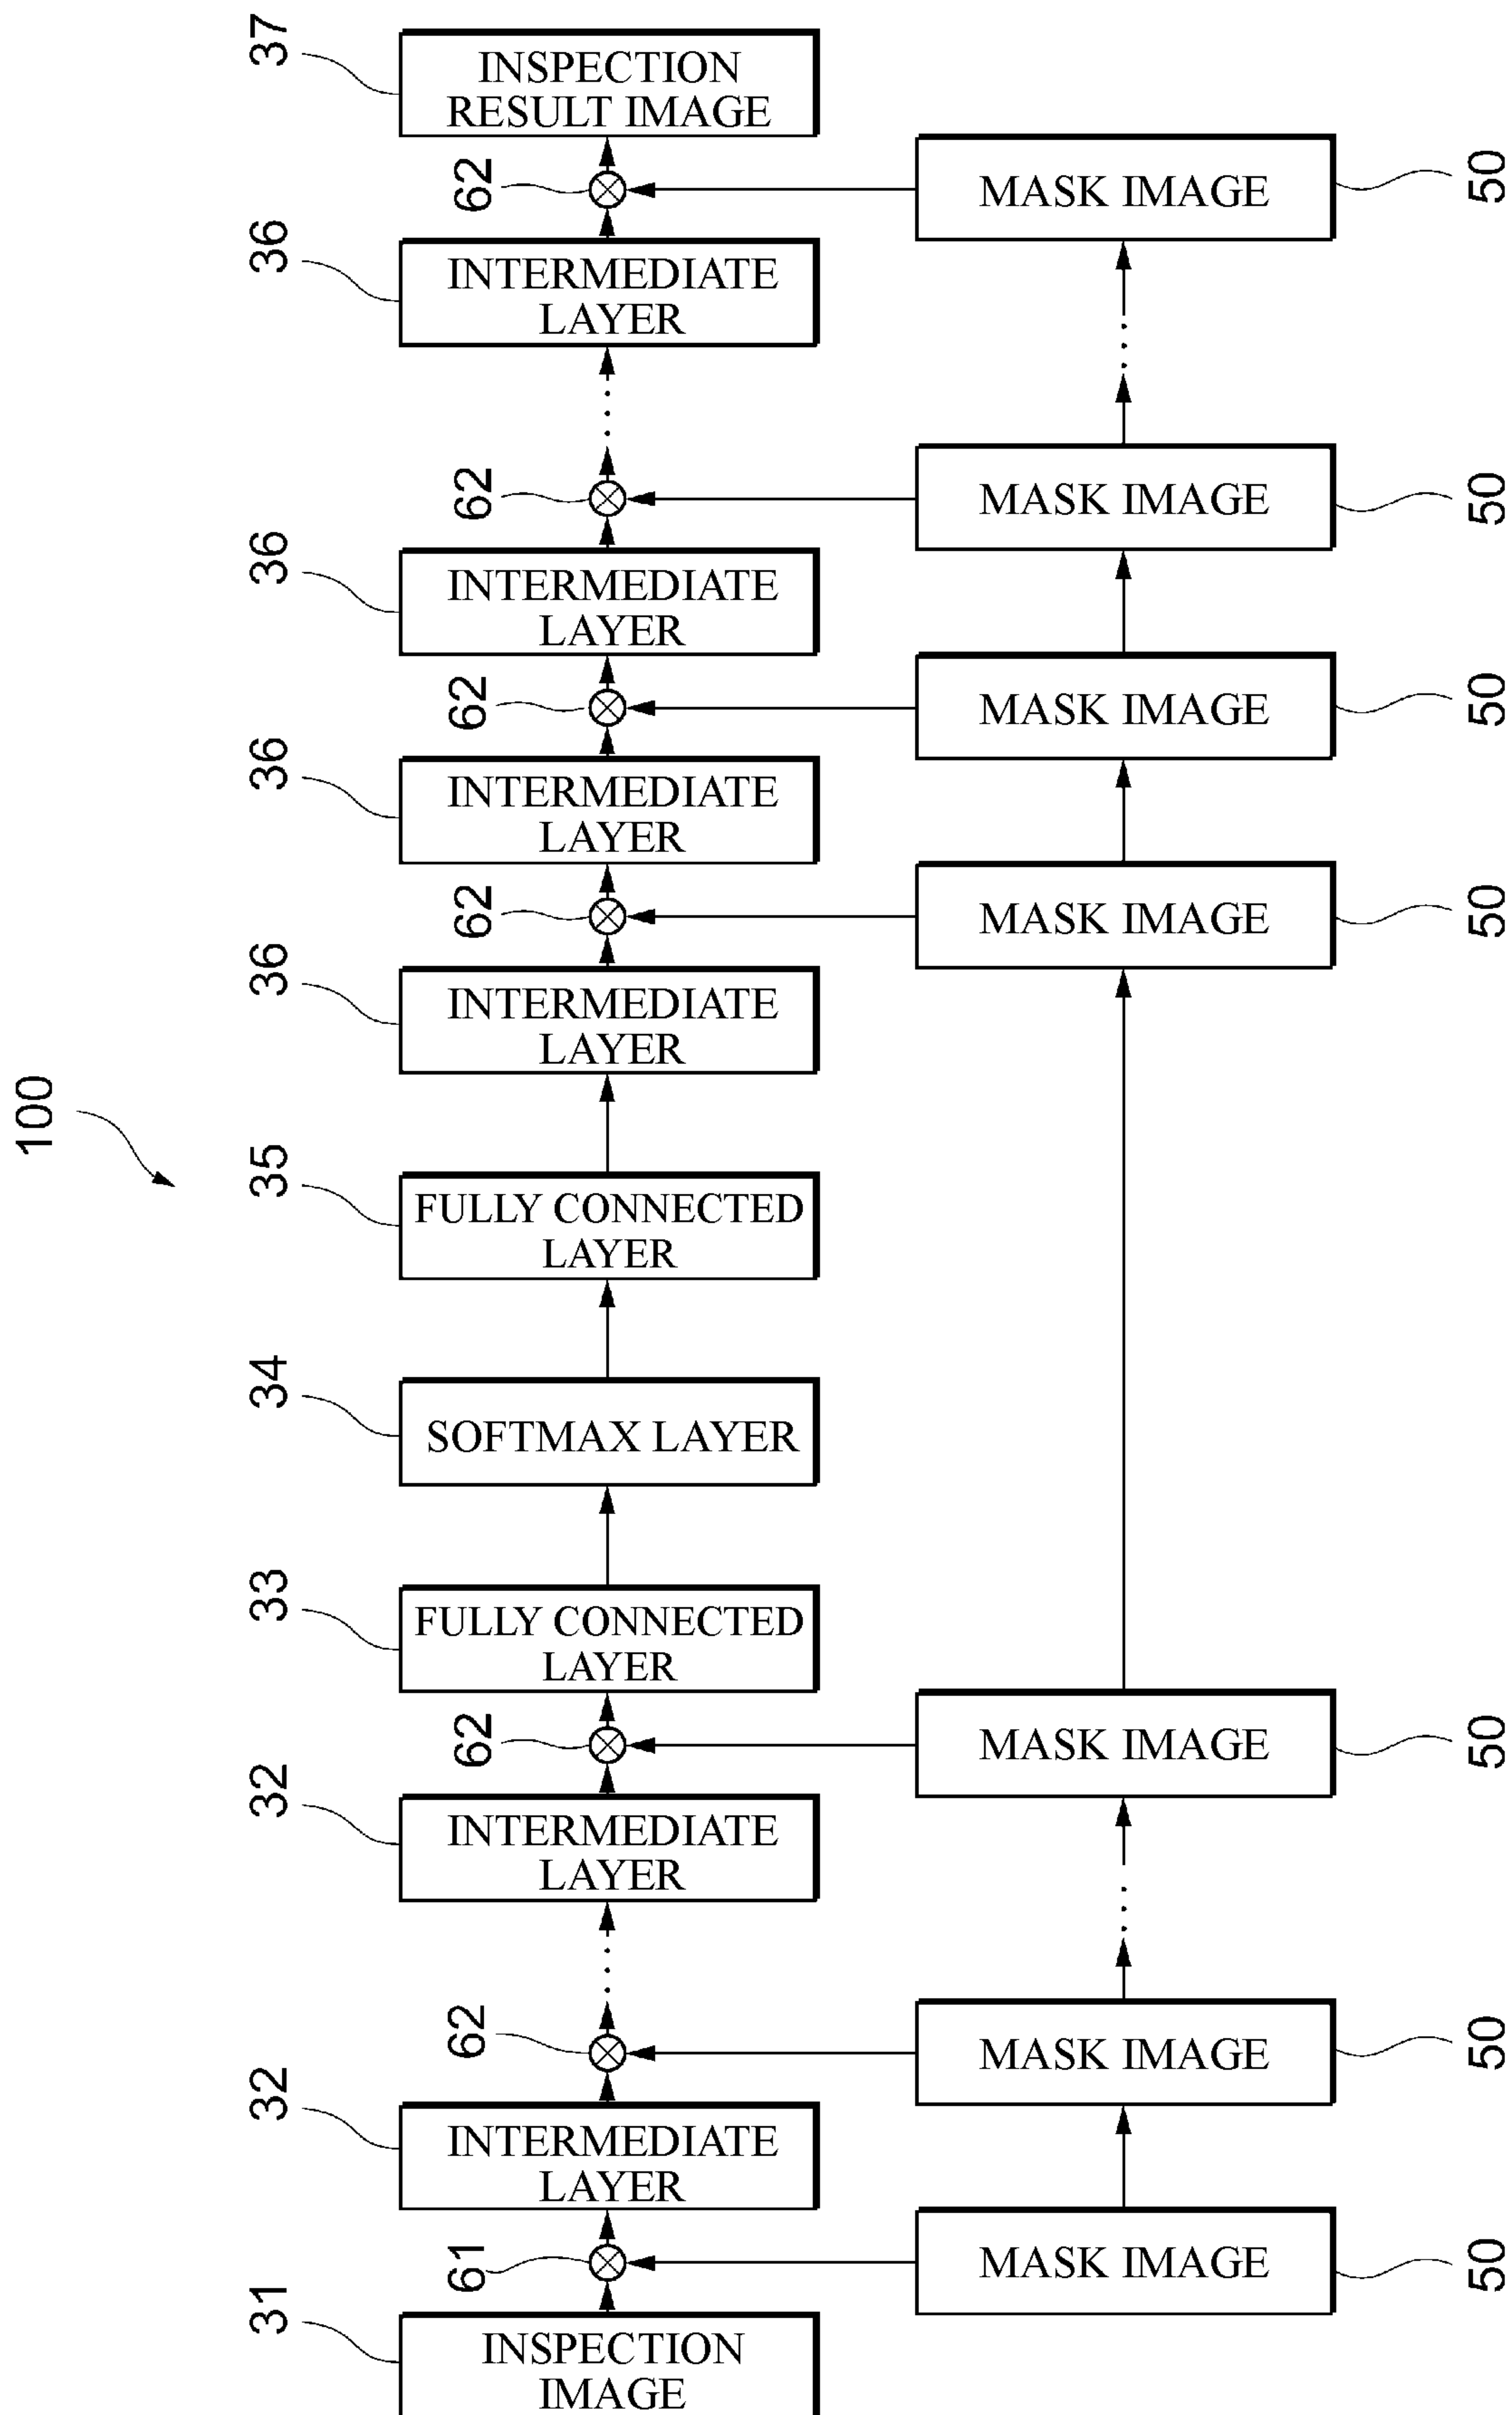 37
INSPECTION
RESULT IMAGE
62
MASK IMAGE
50
36
INTERMEDIATE
LAYER
62
MASK IMAGE
50
36
INTERMEDIATE
LAYER
62
MASK IMAGE
50
36
INTERMEDIATE
LAYER
62
MASK IMAGE
50
36
INTERMEDIATE
LAYER
100
35
FULLY CONNECTED
LAYER
34
SOFTMAX LAYER
33
FULLY CONNECTED
LAYER
62
MASK IMAGE
50
32
INTERMEDIATE
LAYER
62
MASK IMAGE
50
32
INTERMEDIATE
LAYER
61
MASK IMAGE
50
31
INSPECTION
IMAGE